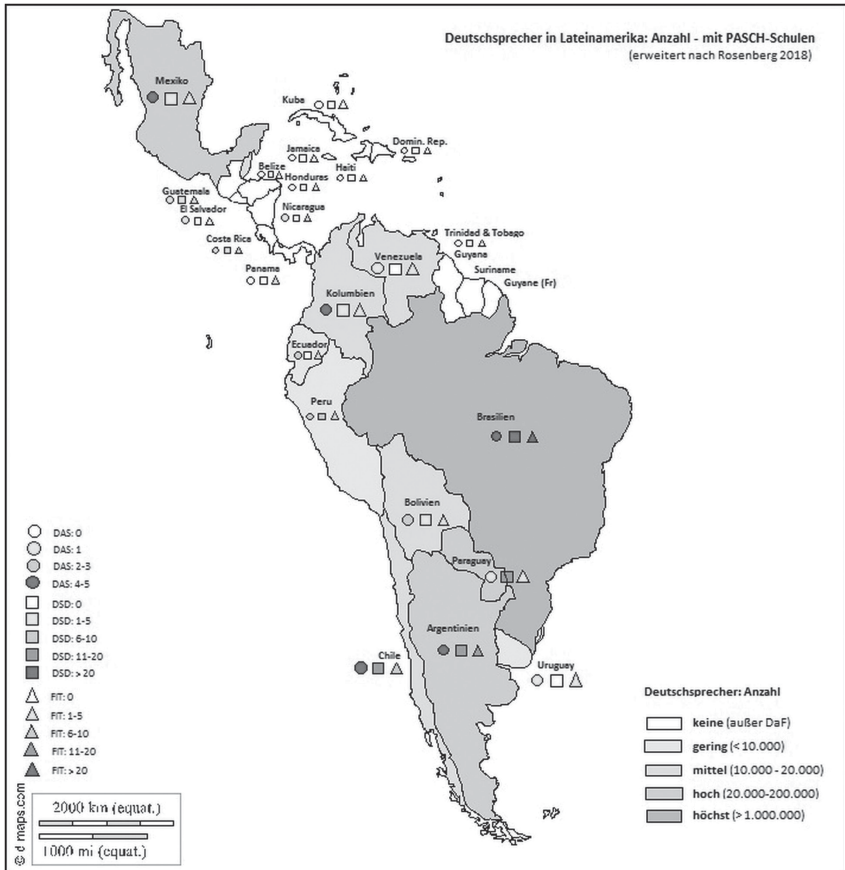 Deutschsprecher in Lateinamerika: Anzahl - mit PASCH-Schulen
(erweitert nach Rosenberg 2018)
Mexiko
Kuba
Jamaica
Domin. Rep.
Belize
Haiti
Honduras
Guatemala
El Salvador
Nicaragua
Costa Rica
Trinidad & Tobago
Venezuela
Guyana
Panama
Suriname
Guyane (Fr)
Kolumbien
Ecuador
Peru
Brasilien
Bolivien
Paraguay
Argentinien
Chile
Uruguay
DAS: 0
DAS: 1
DAS: 2-3
DAS: 4-5
DSD: 0
DSD: 1-5
DSD: 6-10
DSD: 11-20
DSD: >20
FIT: 0
FIT: 1-5
FIT: 6-10
FIT: 11-20
FIT: >20
Deutschsprecher: Anzahl
keine (außer DaF)
gering (< 10.000)
mittel (10.000 - 20.000)
hoch (20.000-200.000)
höchst (> 1.000.000)
2000 km (equat.)
1000 mi (equat.)
© d maps.com